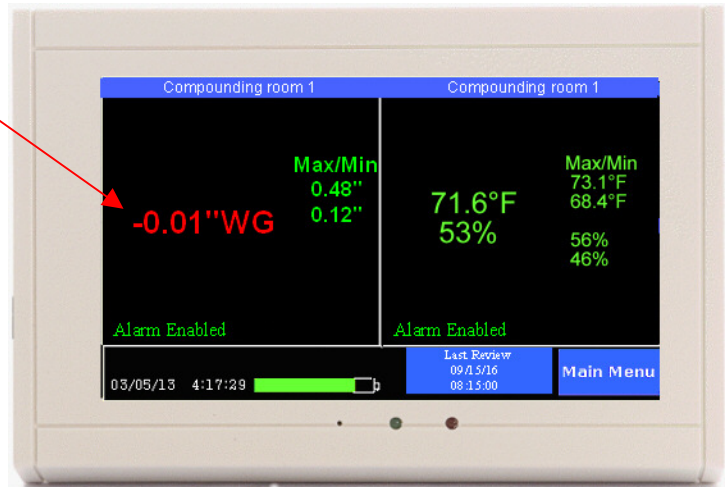 Compounding room 1
Max/Min
0.48"
0.12"
-0.01"WG
Alarm Enabled
Compounding room 1
Max/Min
73.1°F
68.4°F
71.6°F
53%
56%
46%
Alarm Enabled
03/05/13 4:17:29
Last Review
09/15/16
08:15:00
Main Menu